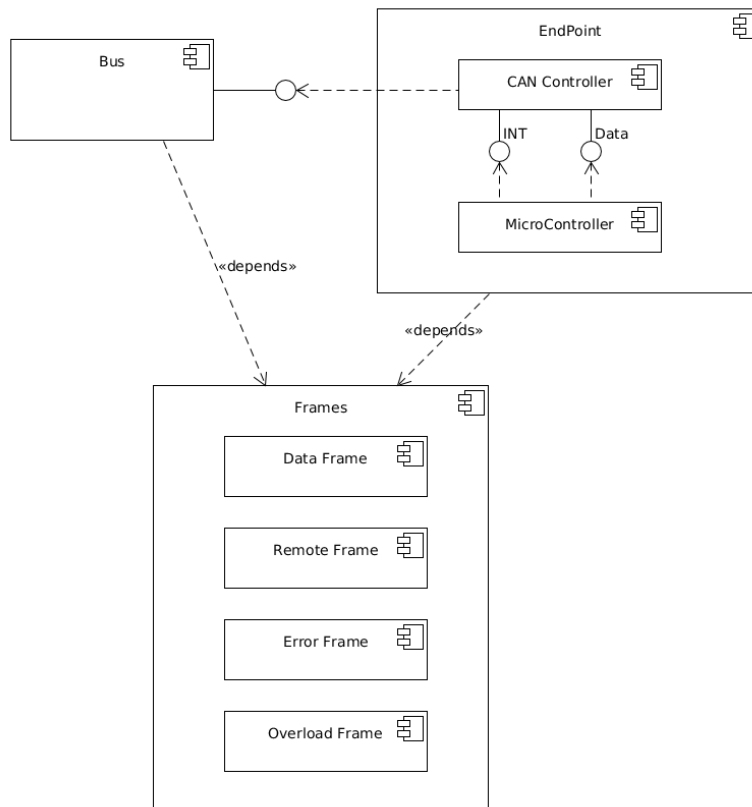 EndPoint
Bus
CAN Controller
INT
Data
MicroController
«depends»
«depends»
Frames
Data Frame
Remote Frame
Error Frame
Overload Frame